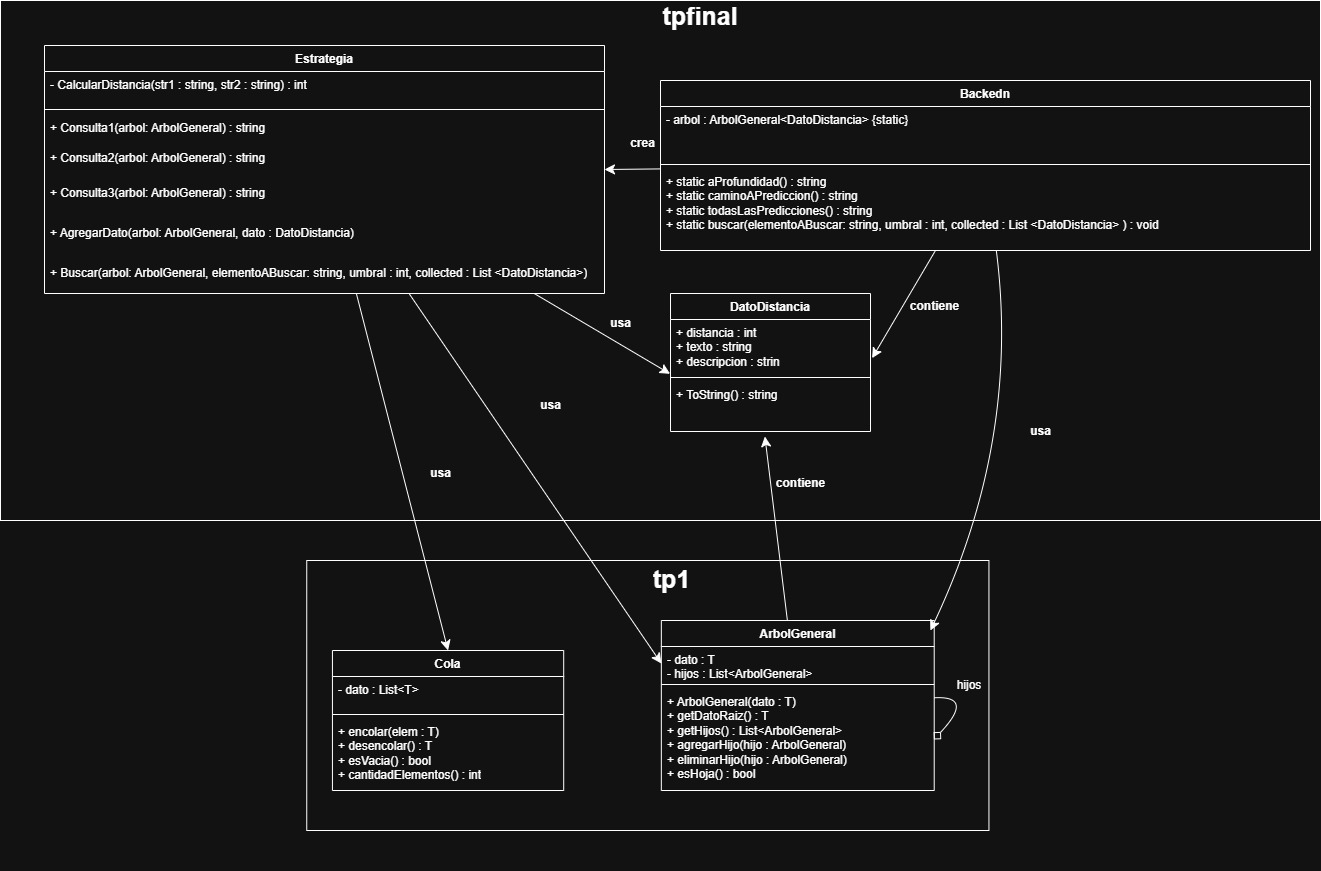 tpfinal
Estrategia
- CalcularDistancia(str1 : string, str2 : string) : int
+ Consulta1(arbol: ArbolGeneral) : string
+ Consulta2(arbol: ArbolGeneral) : string
+ Consulta3(arbol: ArbolGeneral) : string
+ AgregarDato(arbol: ArbolGeneral, dato : DatoDistancia)
+ Buscar(arbol: ArbolGeneral, elementoABuscar: string, umbral : int, collected : List <DatoDistancia>)
crea
Backedn
- arbol : ArbolGeneral<DatoDistancia> {static}
+ static aProfundidad() : string
+ static caminoAPrediccion() : string
+ static todasLasPredicciones() : string
+ static buscar(elementoABuscar: string, umbral : int, collected : List <DatoDistancia> ) : void
DatoDistancia
+ distancia : int
+ texto : string
+ descripcion : strin
+ ToString() : string
contiene
usa
usa
usa
usa
contiene
tp1
Cola
- dato : List<T>
+ encolar(elem : T)
+ desencolar() : T
+ esVacia() : bool
+ cantidadElementos() : int
ArbolGeneral
- dato : T
- hijos : List<ArbolGeneral>
+ ArbolGeneral(dato : T)
+ getDatoRaiz() : T
+ getHijos() : List<ArbolGeneral>
+ agregarHijo(hijo : ArbolGeneral)
+ eliminarHijo(hijo : ArbolGeneral)
+ esHoja() : bool
hijos